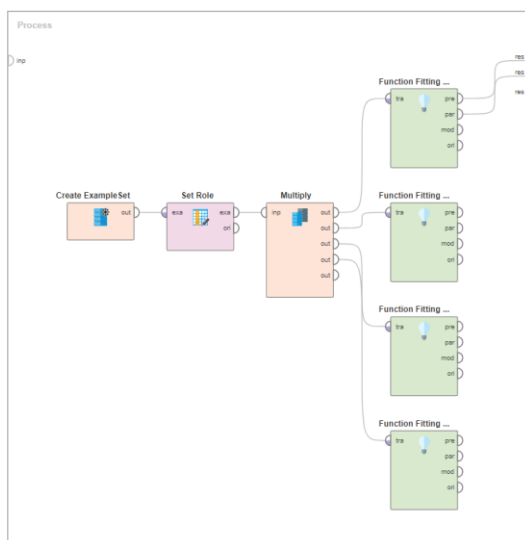 Process
inp
res
res
res
Function Fitting ...
tra
pre
par
mod
ori
Create ExampleSet
out
Set Role
exa
exa
ori
Multiply
inp
out
out
out
out
out
Function Fitting ...
tra
pre
par
mod
ori
Function Fitting ...
tra
pre
par
mod
ori
Function Fitting ...
tra
pre
par
mod
ori